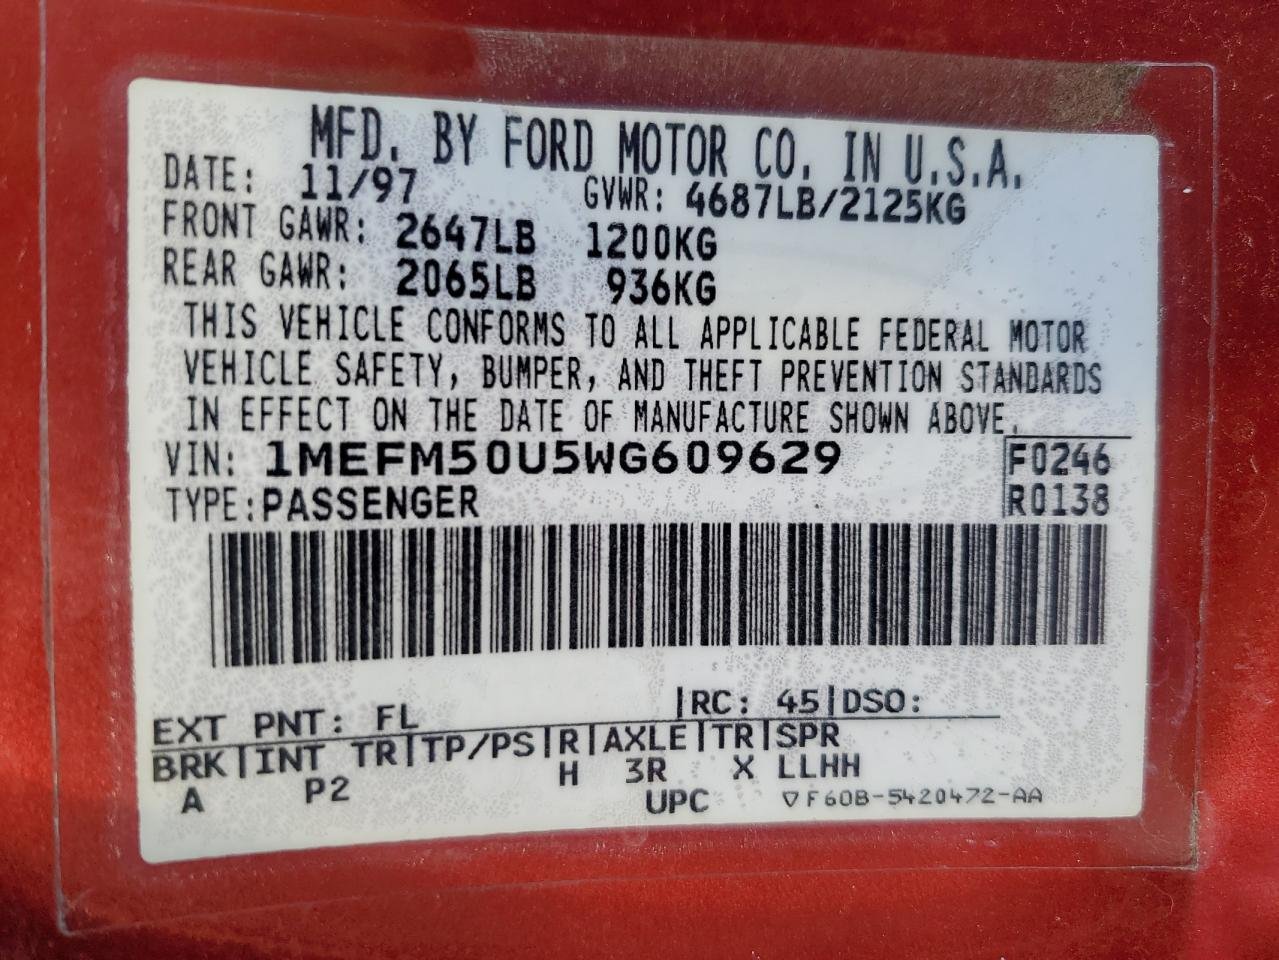 MFD. BY FORD MOTOR CO. IN U.S.A.
DATE: 11/97 GVWR: 4687LB/2125KG
FRONT GAWR: 2647LB 1200KG
REAR GAWR: 2065LB 936KG
THIS VEHICLE CONFORMS TO ALL APPLICABLE FEDERAL MOTOR
VEHICLE SAFETY, BUMPER, AND THEFT PREVENTION STANDARDS
IN EFFECT ON THE DATE OF MANUFACTURE SHOWN ABOVE.
VIN: 1MEFM50U5WG609629 F0246
TYPE:PASSENGER R0138
EXT PNT: FL |RC: 45|DSO:
BRK|INT TR|TP/PS|R|AXLE|TR|SPR
A P2 H 3R X LLHH
UPC ▽F60B-5420472-AA